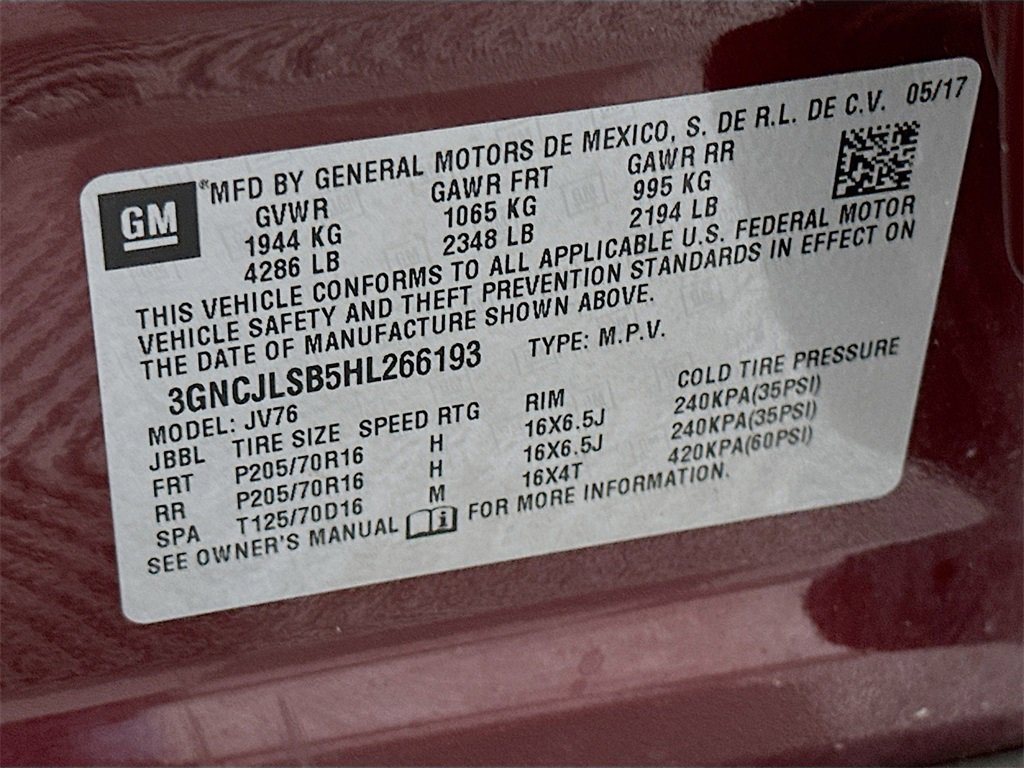 GM ®MFD BY GENERAL MOTORS DE MEXICO, S. DE R.L. DE C.V. 05/17
GVWR GAWR FRT GAWR RR
1944 KG 1065 KG 995 KG
4286 LB 2348 LB 2194 LB
THIS VEHICLE CONFORMS TO ALL APPLICABLE U.S. FEDERAL MOTOR
VEHICLE SAFETY AND THEFT PREVENTION STANDARDS IN EFFECT ON
THE DATE OF MANUFACTURE SHOWN ABOVE.
3GNCJLSB5HL266193 TYPE: M.P.V.
MODEL: JV76
JBBL TIRE SIZE SPEED RTG RIM COLD TIRE PRESSURE
FRT P205/70R16 H 16X6.5J 240KPA(35PSI)
RR P205/70R16 H 16X6.5J 240KPA(35PSI)
SPA T125/70D16 M 16X4T 420KPA(60PSI)
SEE OWNER'S MANUAL FOR MORE INFORMATION.